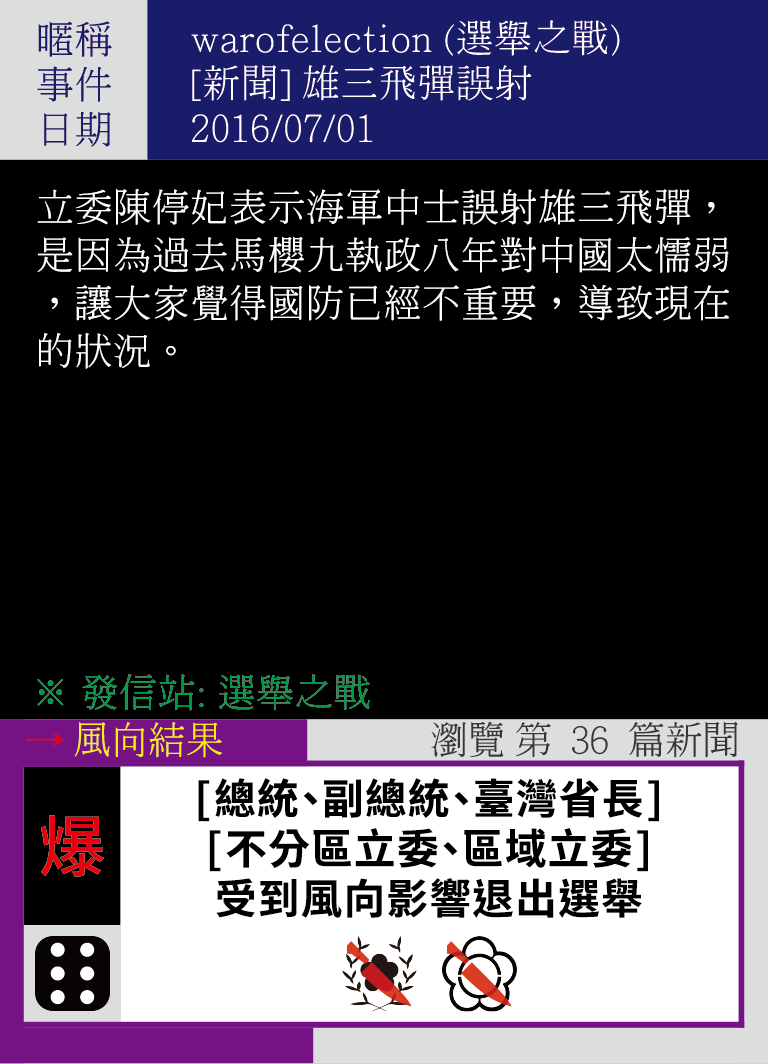 暱稱 warofelection (選舉之戰)
事件 [新聞] 雄三飛彈誤射
日期 2016/07/01
立委陳停妃表示海軍中士誤射雄三飛彈，
是因為過去馬櫻九執政八年對中國太懦弱
，讓大家覺得國防已經不重要，導致現在
的狀況。
※ 發信站: 選舉之戰
→ 風向結果 瀏覽 第 36 篇新聞
爆
[總統、副總統、臺灣省長]
[不分區立委、區域立委]
受到風向影響退出選舉